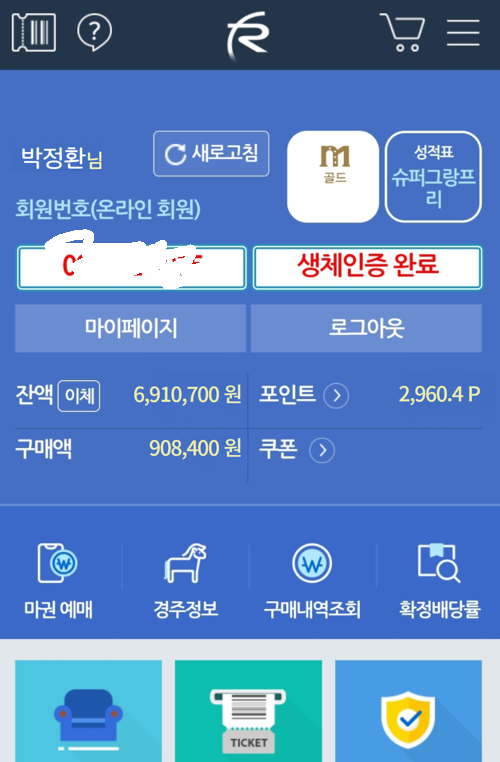 박정환님
새로고침
골드
성적표
슈퍼그랑프
리
회원번호(온라인 회원)
생체인증 완료
마이페이지
로그아웃
잔액 이체 6,910,700 원
포인트 2,960.4 P
구매액 908,400 원
쿠폰
마권 예매
경주정보
구매내역조회
확정배당률
TICKET